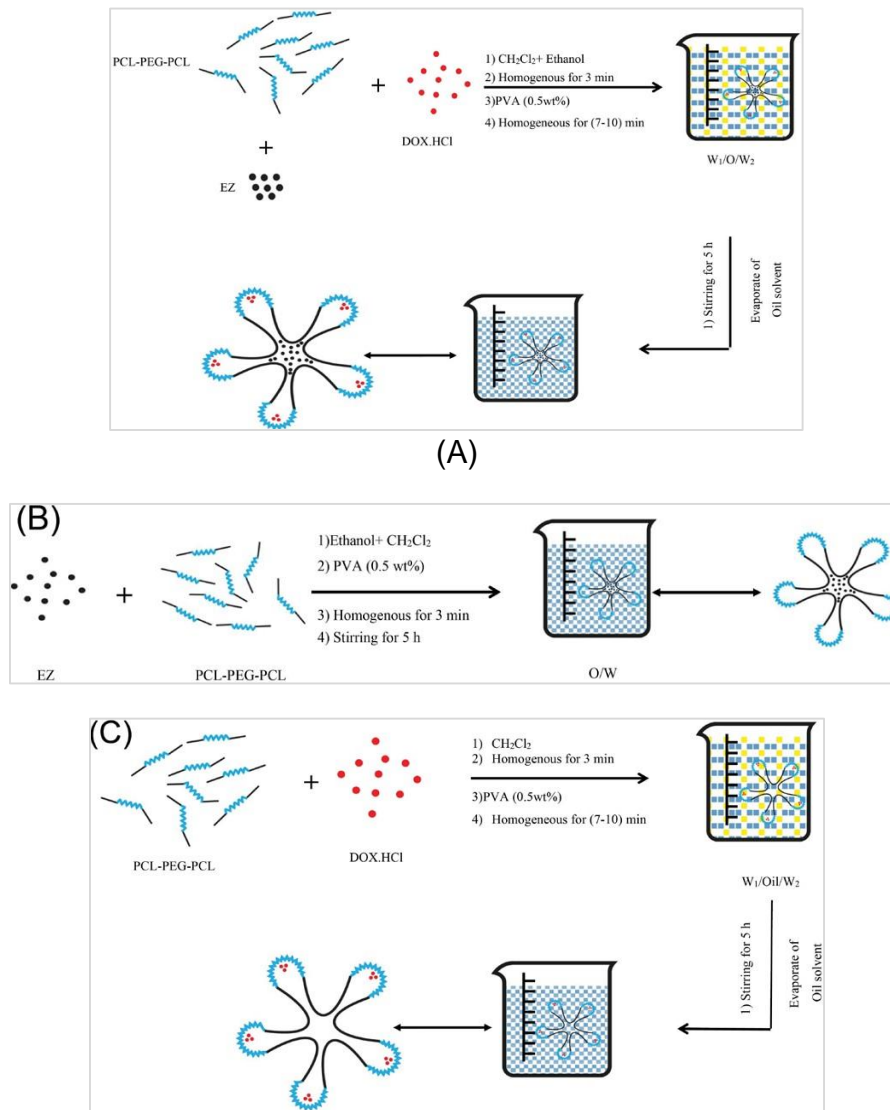 PCL-PEG-PCL
+
DOX.HCl
1) CH₂Cl₂+ Ethanol
2) Homogenous for 3 min
3)PVA (0.5wt%)
4) Homogeneous for (7-10) min
W₁/O/W₂
+
EZ
1) Stirring for 5 h
Evaporate of
Oil solvent
(A)
(B)
EZ
+
PCL-PEG-PCL
1)Ethanol+ CH₂Cl₂
2) PVA (0.5 wt%)
3) Homogenous for 3 min
4) Stirring for 5 h
O/W
(C)
PCL-PEG-PCL
+
DOX.HCl
1) CH₂Cl₂
2) Homogenous for 3 min
3)PVA (0.5wt%)
4) Homogeneous for (7-10) min
W₁/Oil/W₂
1) Stirring for 5 h
Evaporate of
Oil solvent